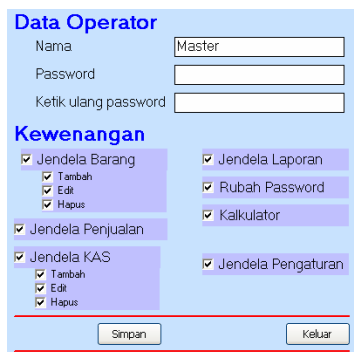 Data Operator
Nama Master
Password
Ketik ulang password
Kewenangan
Jendela Barang
Tambah
Edit
Hapus
Jendela Penjualan
Jendela KAS
Tambah
Edit
Hapus
Jendela Laporan
Rubah Password
Kalkulator
Jendela Pengaturan
Simpan Keluar